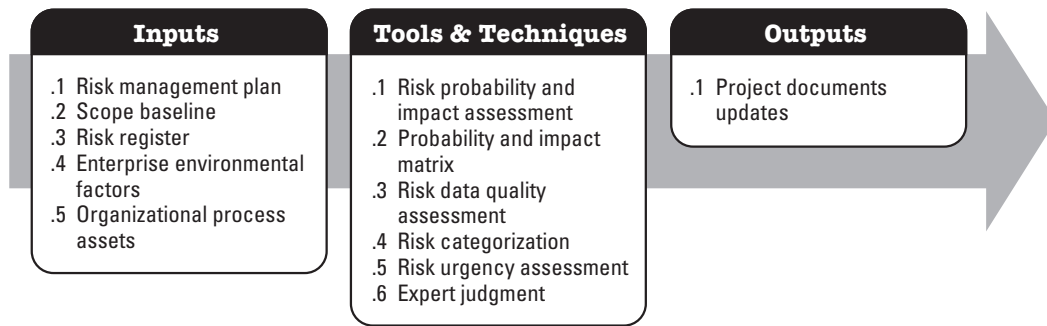 Inputs
.1 Risk management plan
.2 Scope baseline
.3 Risk register
.4 Enterprise environmental
factors
.5 Organizational process
assets
Tools & Techniques
.1 Risk probability and
impact assessment
.2 Probability and impact
matrix
.3 Risk data quality
assessment
.4 Risk categorization
.5 Risk urgency assessment
.6 Expert judgment
Outputs
.1 Project documents
updates